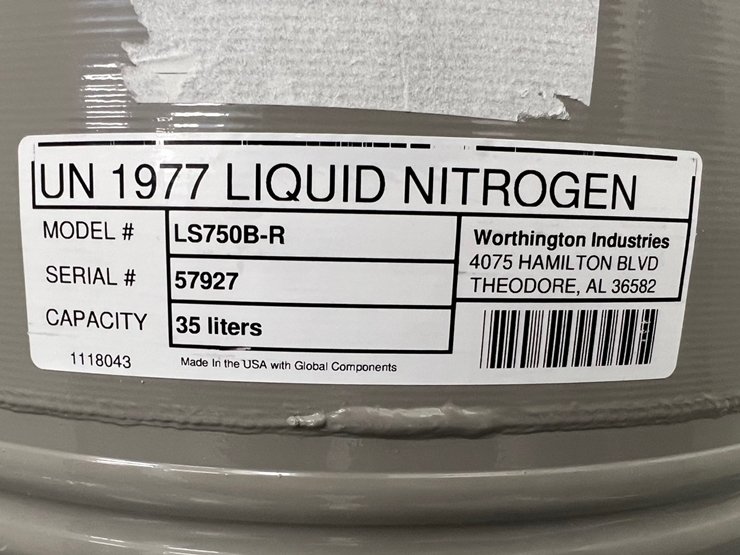 UN 1977 LIQUID NITROGEN
MODEL # LS750B-R
SERIAL # 57927
CAPACITY 35 liters
1118043 Made In the USA with Global Components
Worthington Industries
4075 HAMILTON BLVD
THEODORE, AL 36582